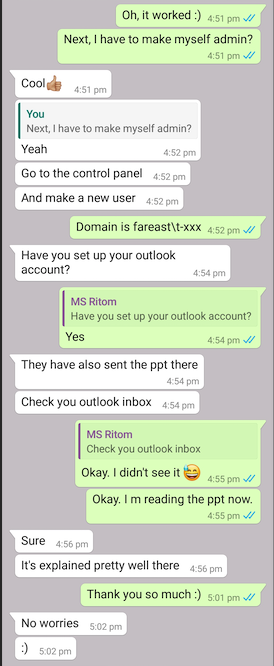 Oh, it worked :) 4:51 pm
Next, I have to make myself admin?
4:51 pm
Cool👍🏽 4:51 pm
You
Next, I have to make myself admin?
Yeah 4:52 pm
Go to the control panel 4:52 pm
And make a new user 4:52 pm
Domain is fareast\t-xxx 4:52 pm
Have you set up your outlook
account? 4:54 pm
MS Ritom
Have you set up your outlook account?
Yes 4:54 pm
They have also sent the ppt there
4:54 pm
Check you outlook inbox 4:54 pm
MS Ritom
Check you outlook inbox
Okay. I didn't see it 😅 4:55 pm
Okay. I m reading the ppt now.
4:55 pm
Sure 4:56 pm
It's explained pretty well there 4:56 pm
Thank you so much :) 5:01 pm
No worries 5:02 pm
:) 5:02 pm